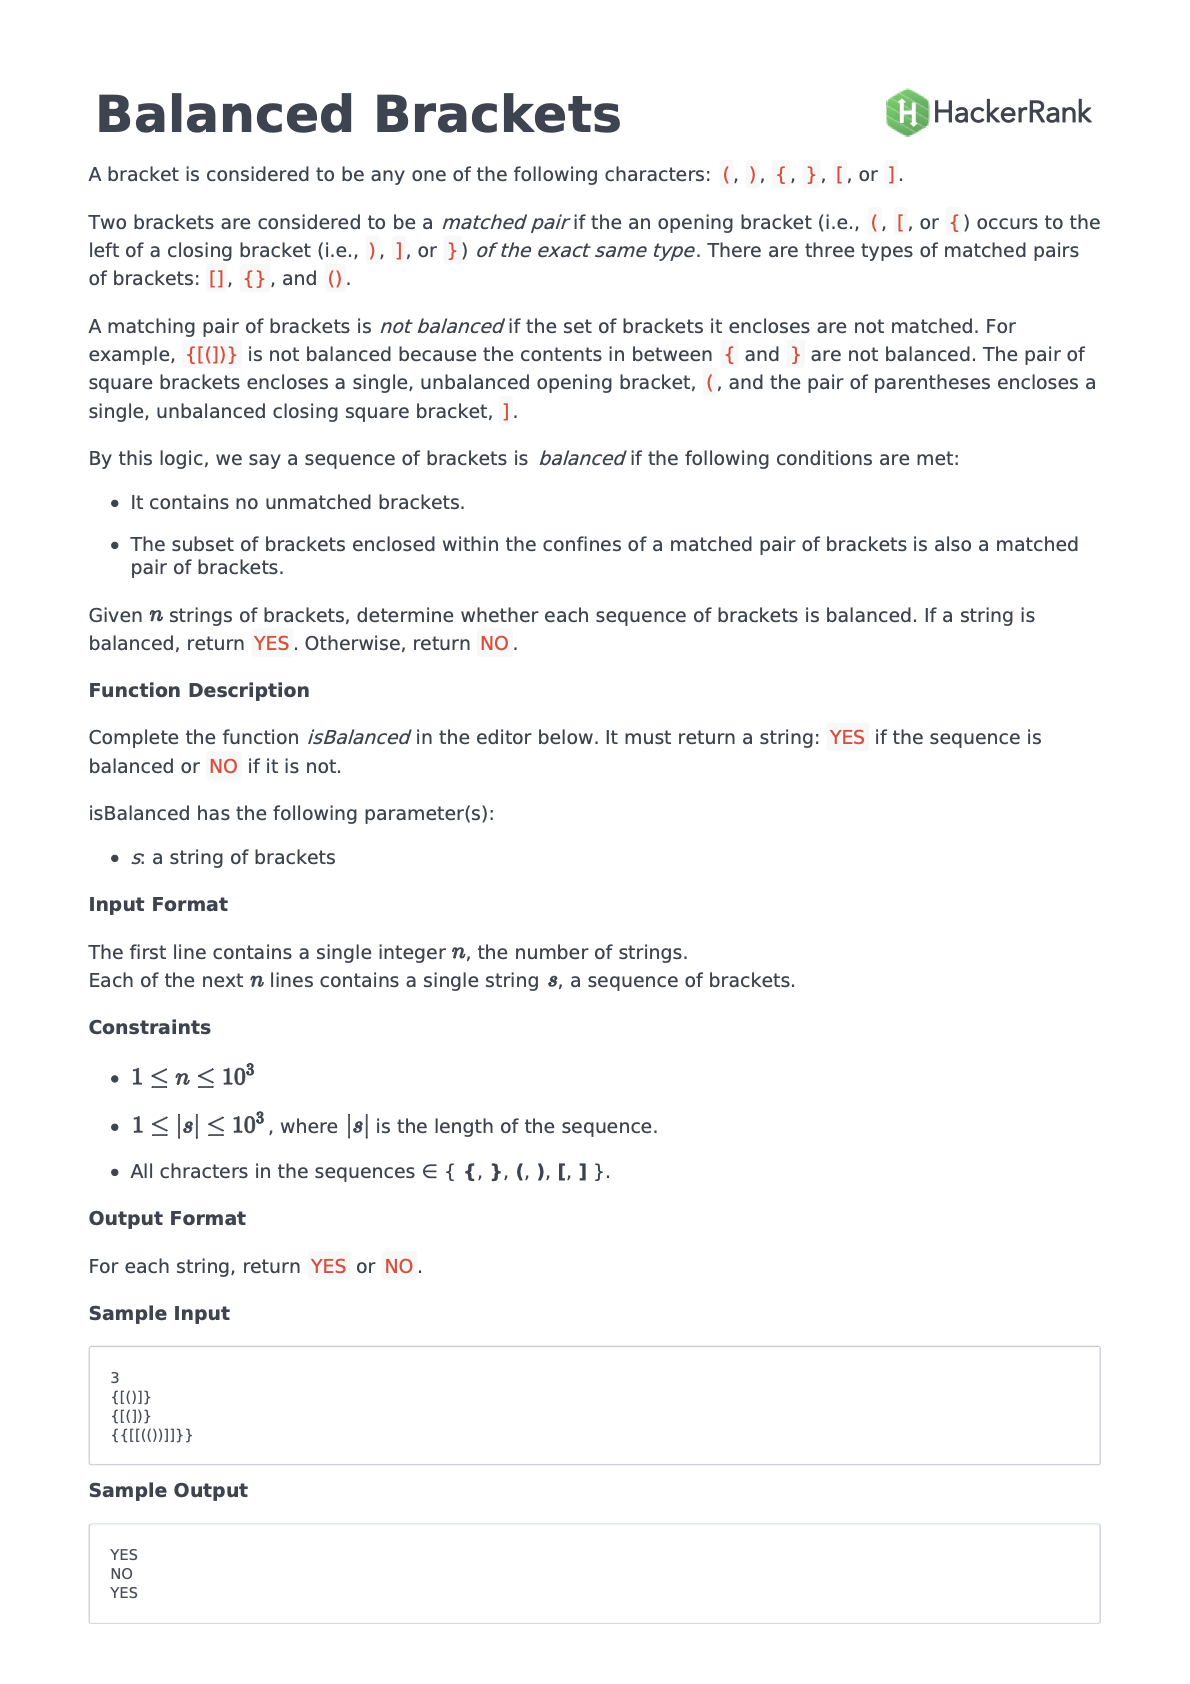 Balanced Brackets
HackerRank
A bracket is considered to be any one of the following characters: (, ), {, }, [, or ].
Two brackets are considered to be a matched pair if the an opening bracket (i.e., (, [, or {) occurs to the
left of a closing bracket (i.e., ), ], or }) of the exact same type. There are three types of matched pairs
of brackets: [], {}, and ().
A matching pair of brackets is not balanced if the set of brackets it encloses are not matched. For
example, {[(])} is not balanced because the contents in between { and } are not balanced. The pair of
square brackets encloses a single, unbalanced opening bracket, (, and the pair of parentheses encloses a
single, unbalanced closing square bracket, ].
By this logic, we say a sequence of brackets is balanced if the following conditions are met:
• It contains no unmatched brackets.
• The subset of brackets enclosed within the confines of a matched pair of brackets is also a matched
pair of brackets.
Given n strings of brackets, determine whether each sequence of brackets is balanced. If a string is
balanced, return YES. Otherwise, return NO.
Function Description
Complete the function isBalanced in the editor below. It must return a string: YES if the sequence is
balanced or NO if it is not.
isBalanced has the following parameter(s):
• s: a string of brackets
Input Format
The first line contains a single integer n, the number of strings.
Each of the next n lines contains a single string s, a sequence of brackets.
Constraints
• 1 ≤ n ≤ 10³
• 1 ≤ |s| ≤ 10³, where |s| is the length of the sequence.
• All chracters in the sequences ∈ { {, }, (, ), [, ] }.
Output Format
For each string, return YES or NO.
Sample Input
3
{[()]}
{[(])}
{{[[(())]]}}
Sample Output
YES
NO
YES